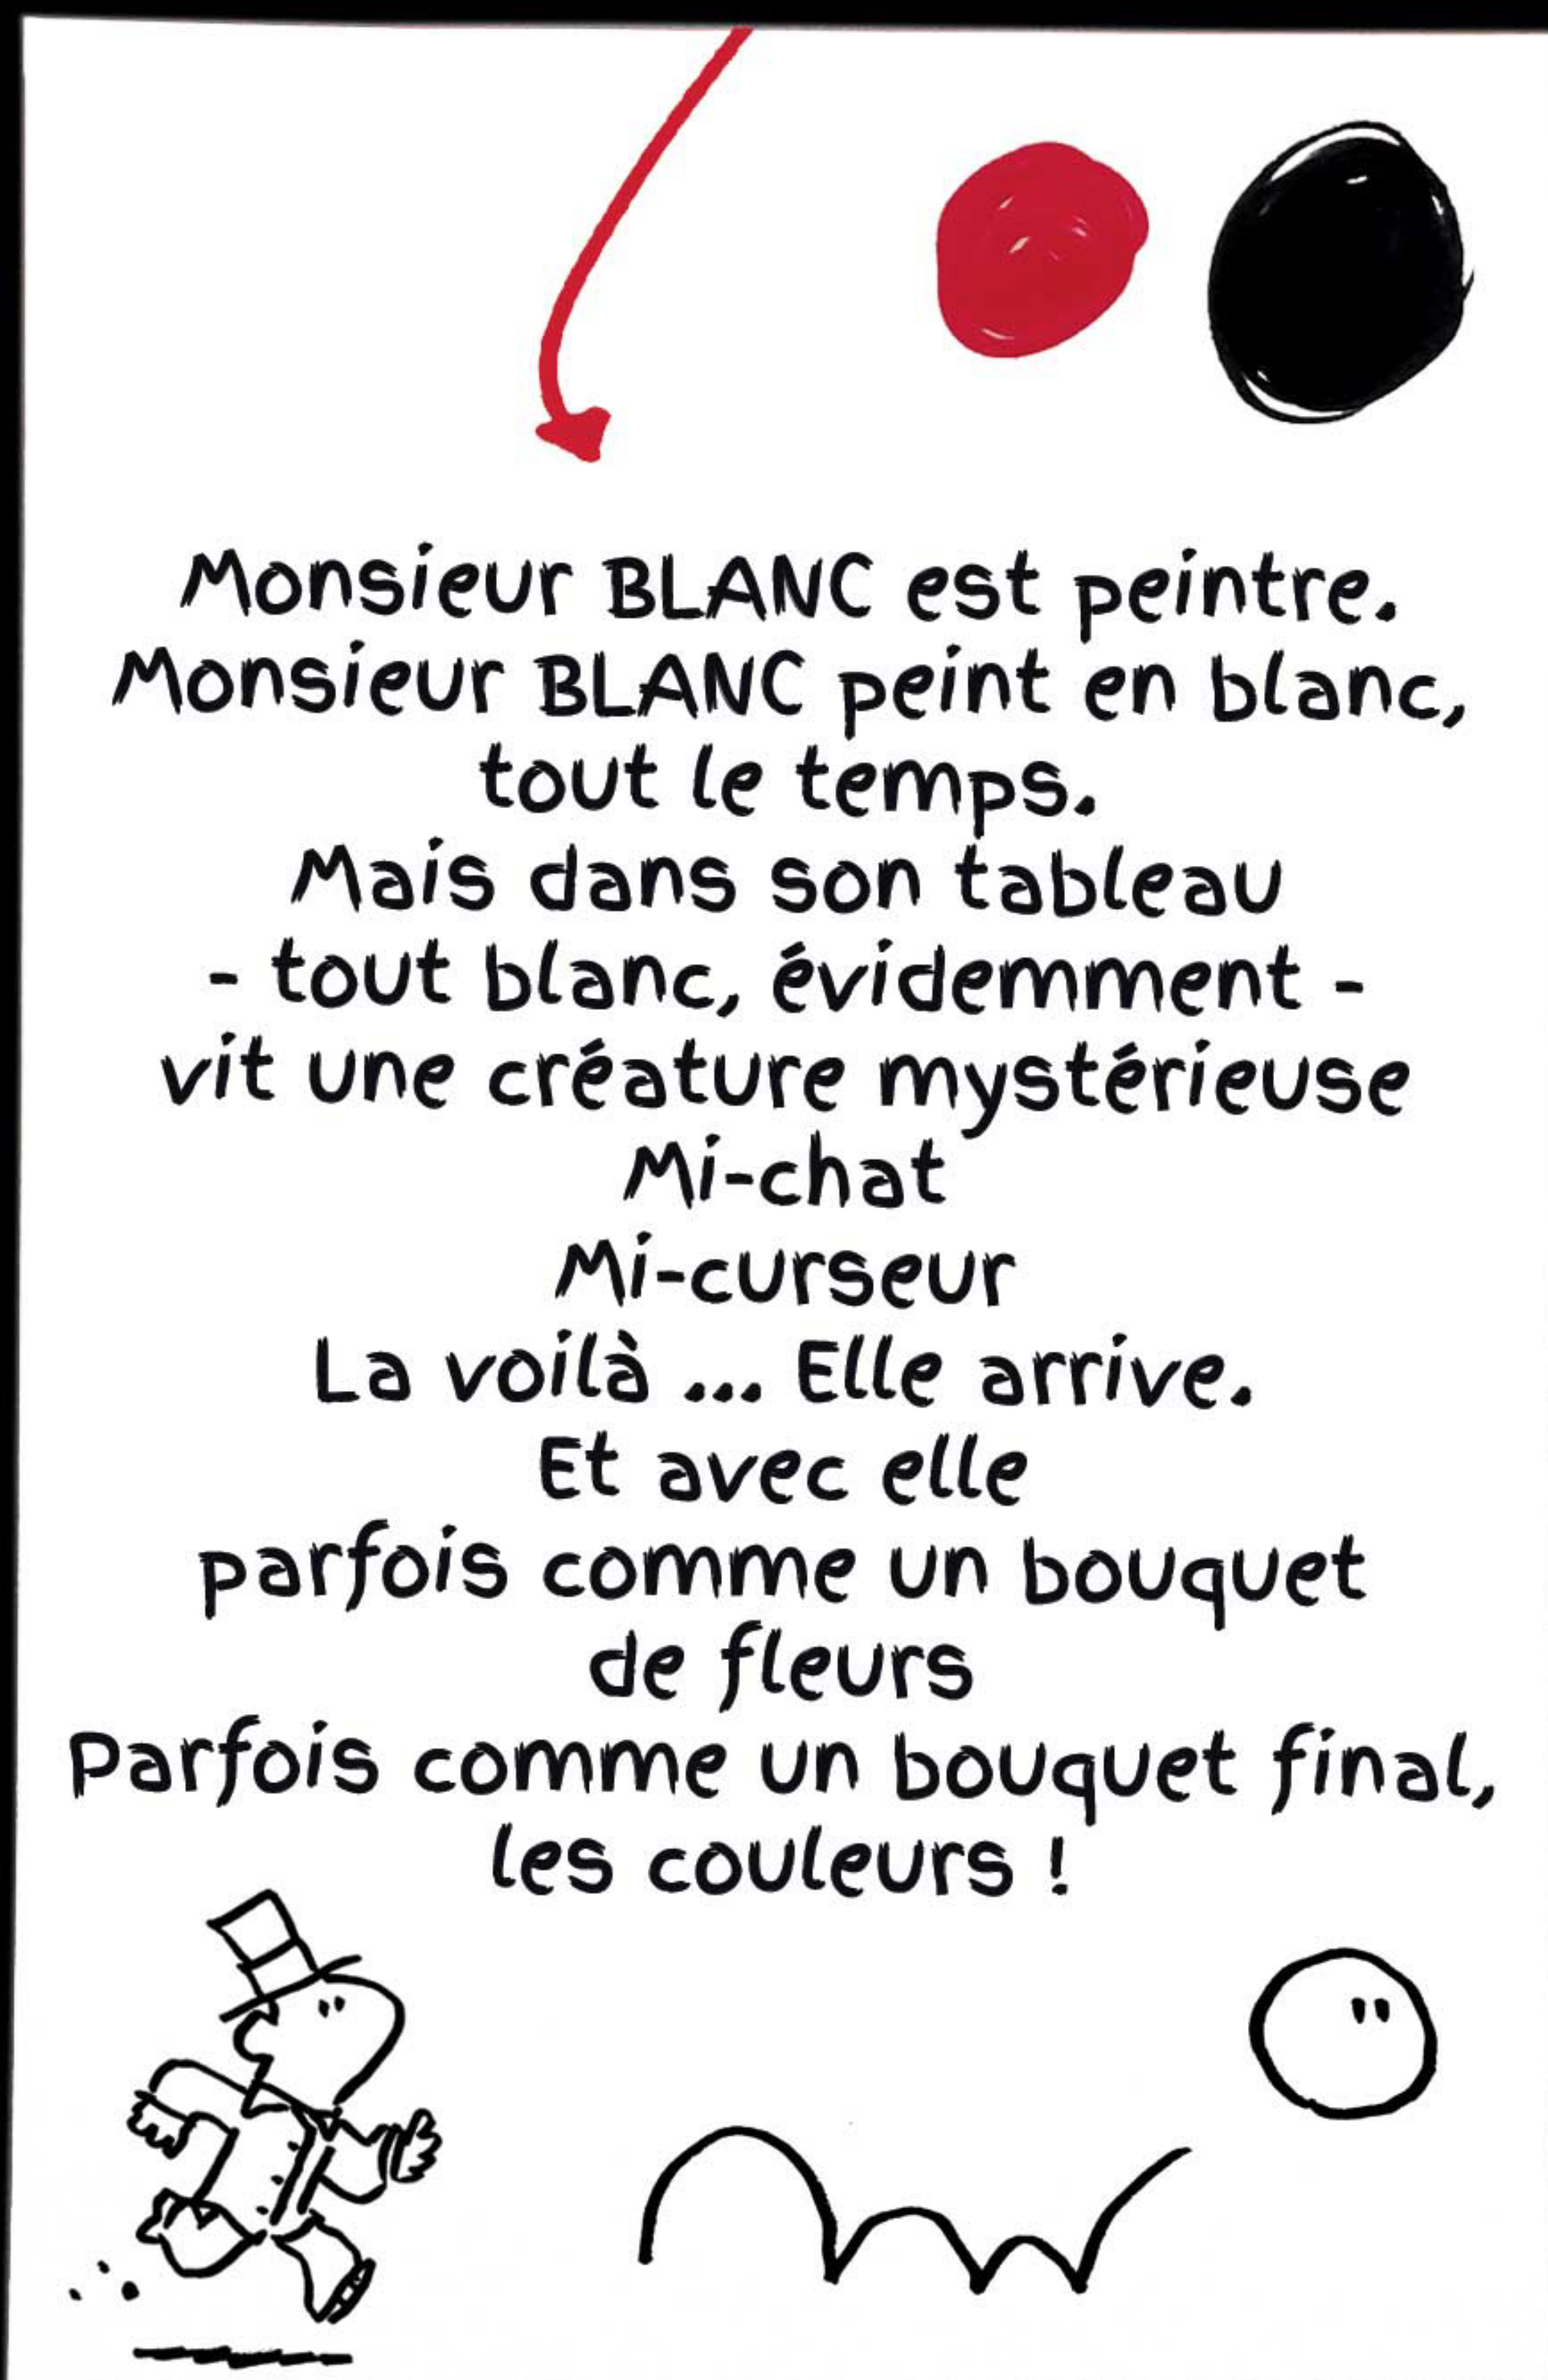 Monsieur BLANC est peintre.
Monsieur BLANC peint en blanc,
tout le temps.
Mais dans son tableau
- tout blanc, évidemment -
vit une créature mystérieuse
Mi-chat
Mi-curseur
La voilà ... Elle arrive.
Et avec elle
parfois comme un bouquet
de fleurs
Parfois comme un bouquet final,
les couleurs !